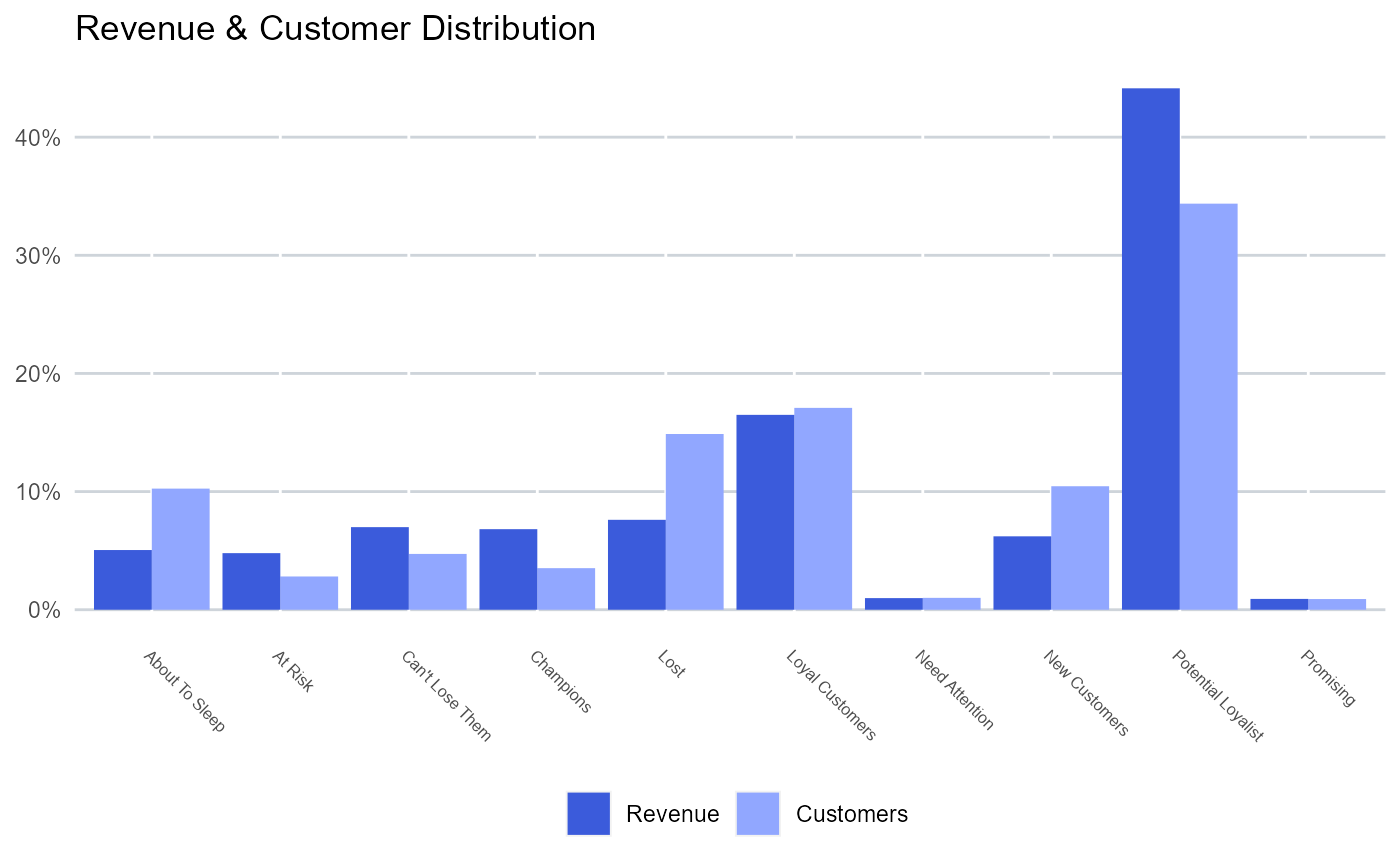 Revenue & Customer Distribution
40%
30%
20%
10%
0%
About To Sleep
At Risk
Can't Lose Them
Champions
Lost
Loyal Customers
Need Attention
New Customers
Potential Loyalist
Promising
Revenue
Customers